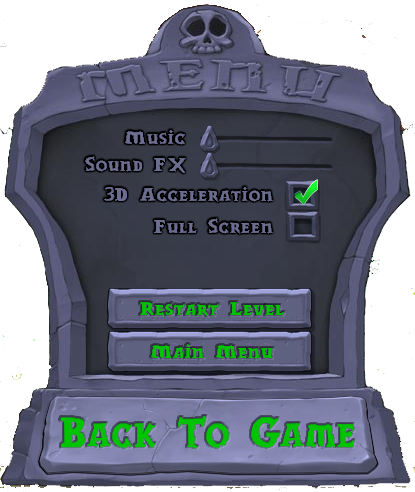 MENU
Music
Sound FX
3D Acceleration
Full Screen
Restart Level
Main Menu
Back To Game